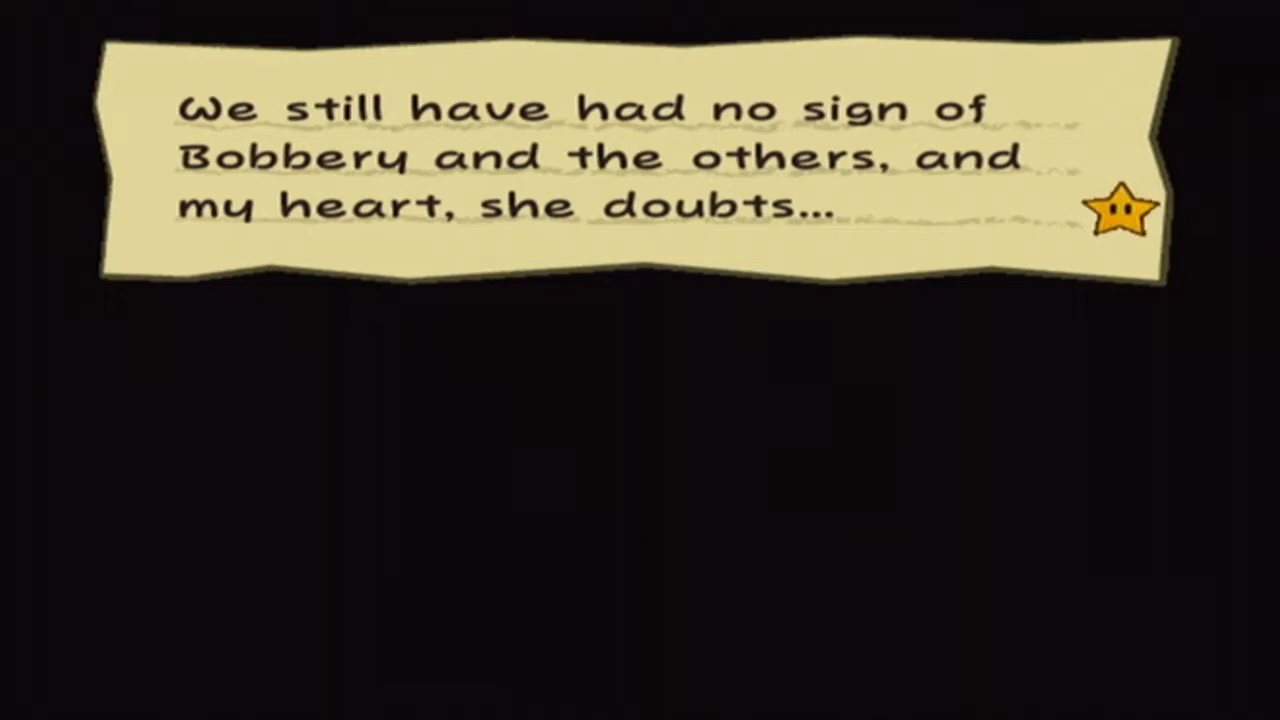 We still have had no sign of
Bobbery and the others, and
my heart, she doubts...